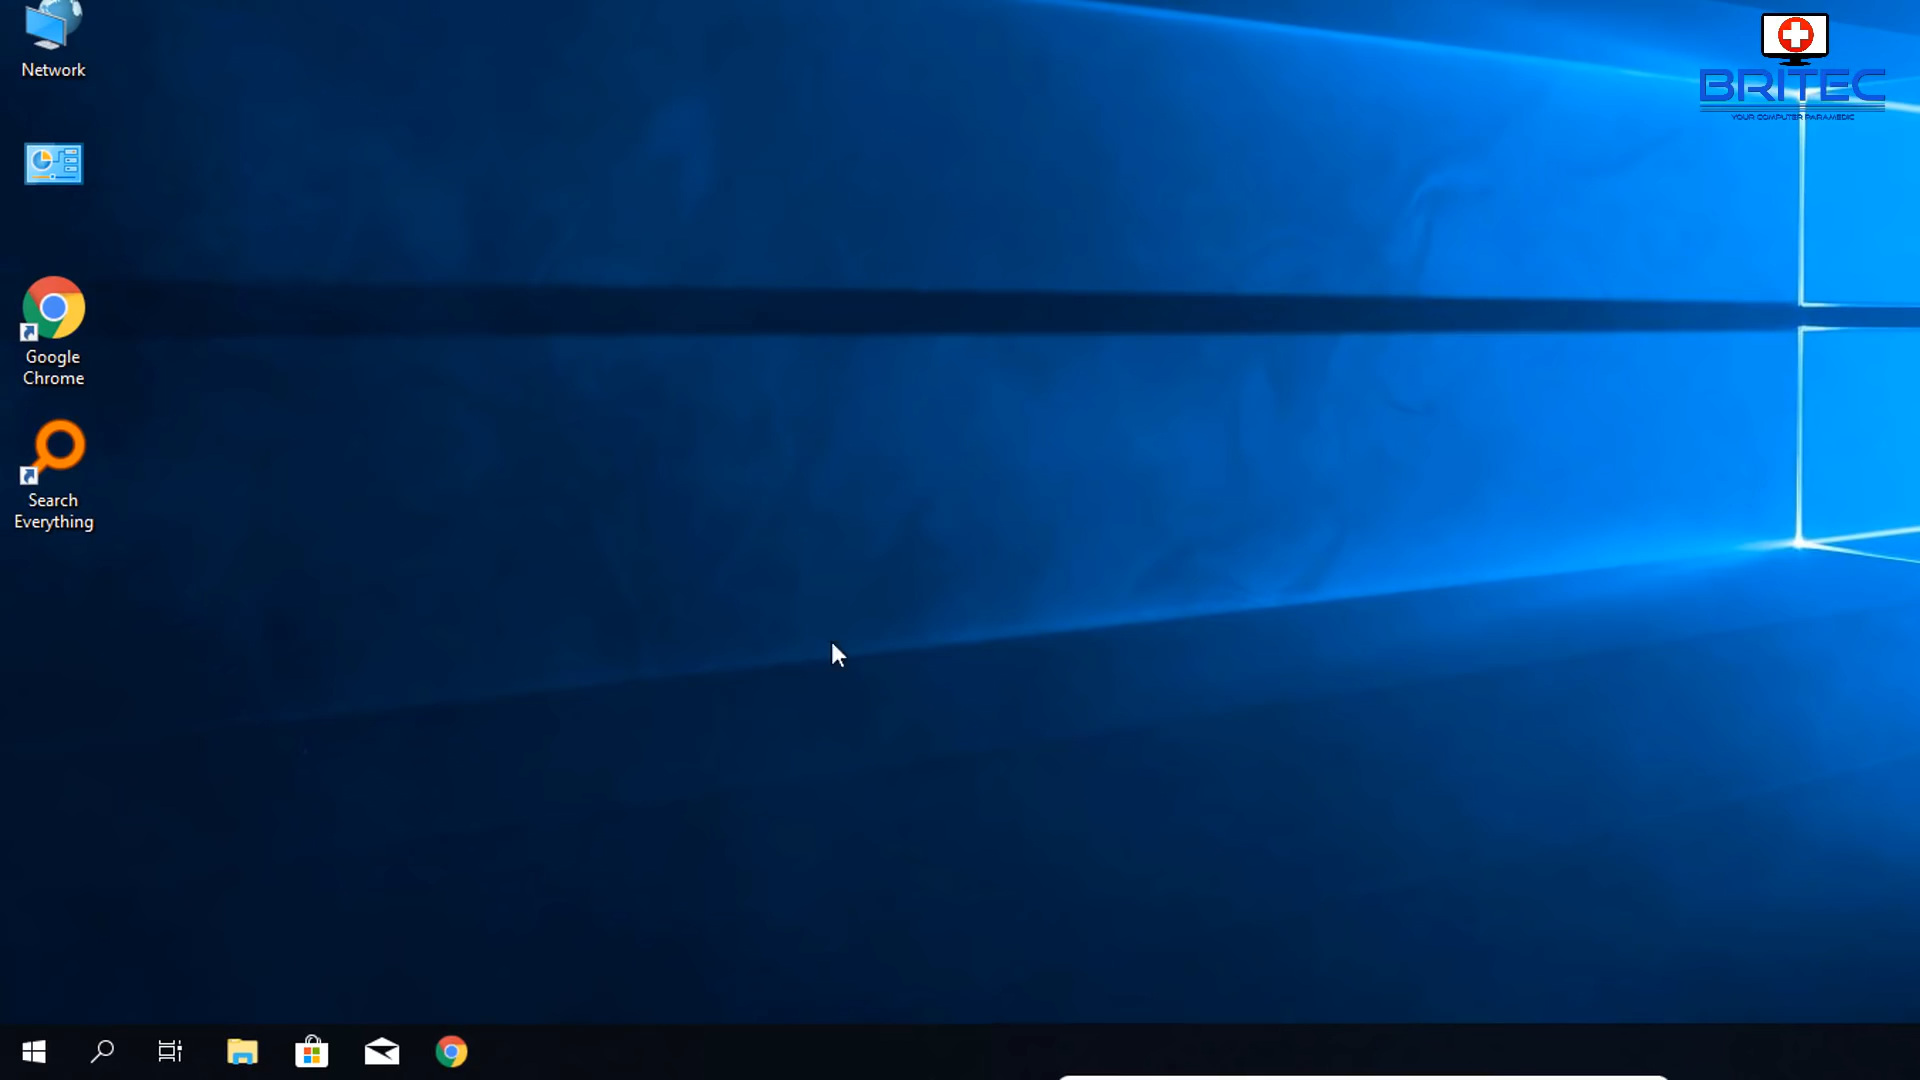 Network
BRITEC
YOUR COMPUTER PARAMEDIC
Google
Chrome
Search
Everything